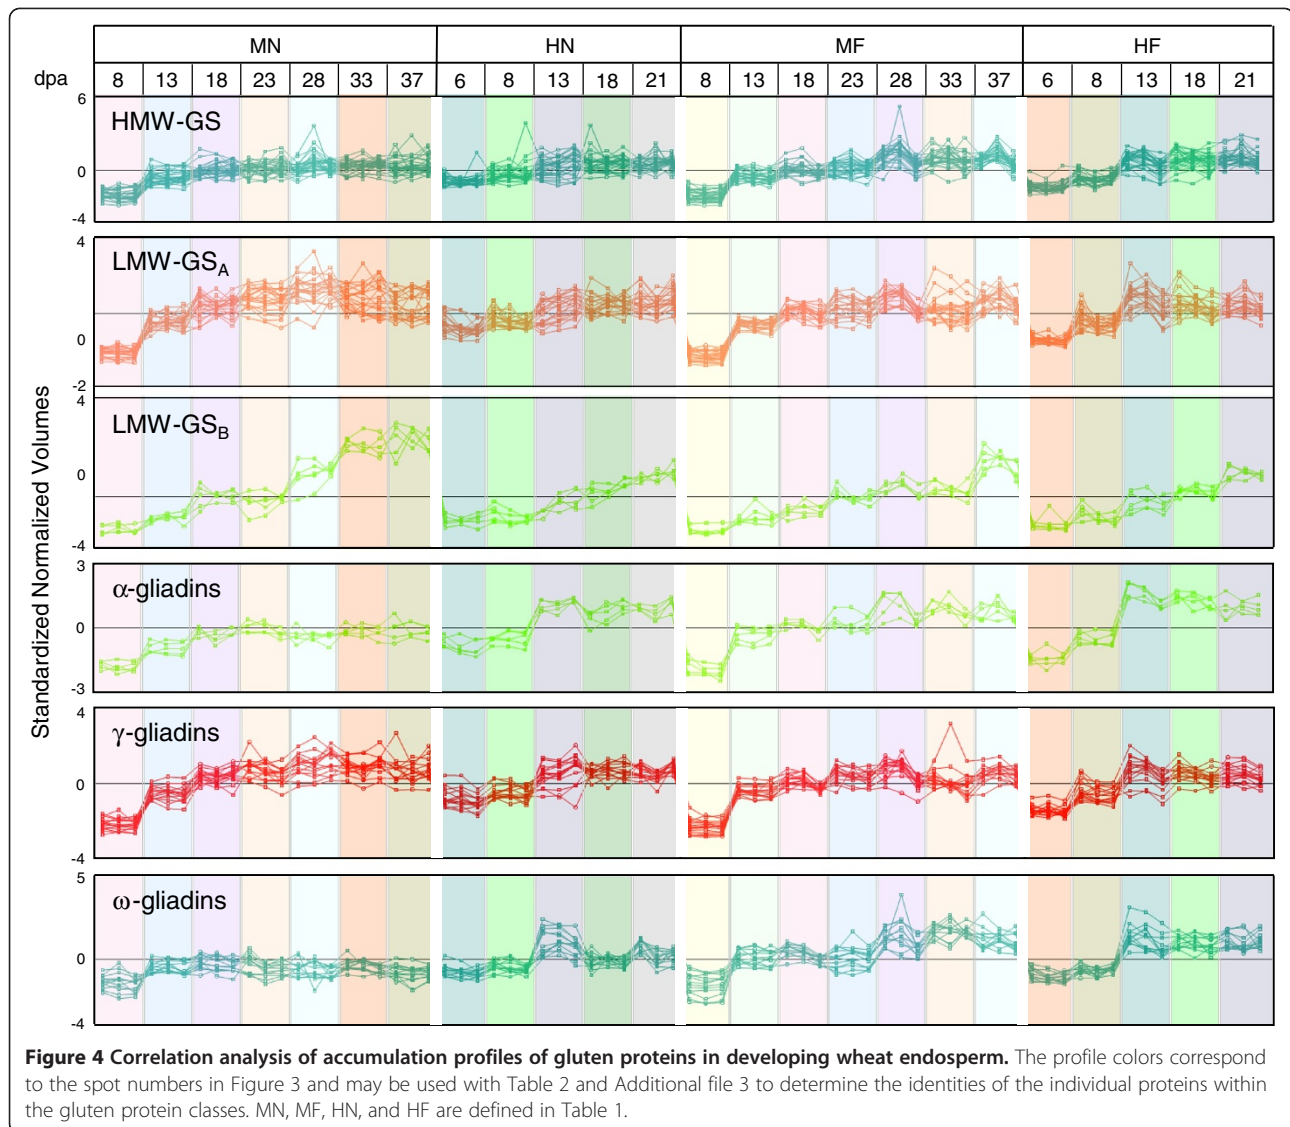 MN HN MF HF
dpa 8 13 18 23 28 33 37 6 8 13 18 21 8 13 18 23 28 33 37 6 8 13 18 21
Standardized Normalized Volumes
6
HMW-GS
0
-4
4
LMW-GSA
0
-2
4
LMW-GSB
0
-4
3
α-gliadins
0
-3
4
γ-gliadins
0
-4
5
ω-gliadins
0
-4
Figure 4 Correlation analysis of accumulation profiles of gluten proteins in developing wheat endosperm. The profile colors correspond
to the spot numbers in Figure 3 and may be used with Table 2 and Additional file 3 to determine the identities of the individual proteins within
the gluten protein classes. MN, MF, HN, and HF are defined in Table 1.